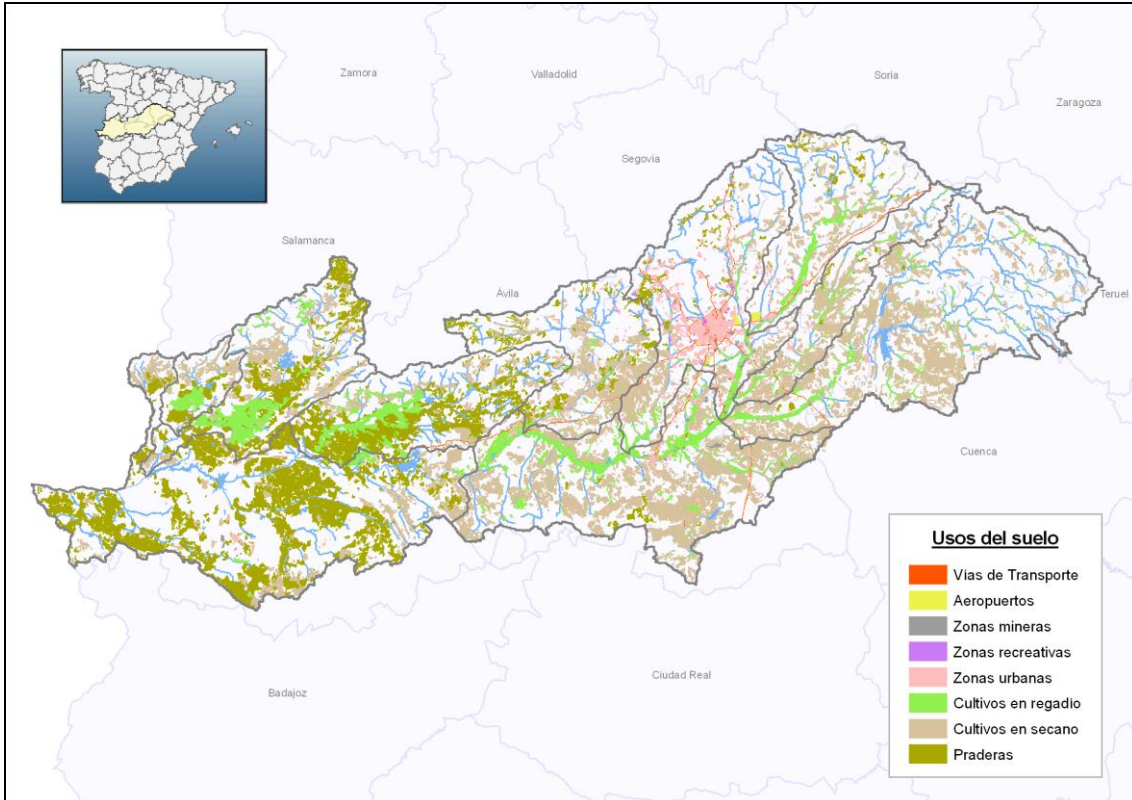 Zamora
Valladolid
Soria
Zaragoza
Segovia
Salamanca
Ávila
Teruel
Cuenca
Ciudad Real
Badajoz
Usos del suelo
Vías de Transporte
Aeropuertos
Zonas mineras
Zonas recreativas
Zonas urbanas
Cultivos en regadío
Cultivos en secano
Praderas